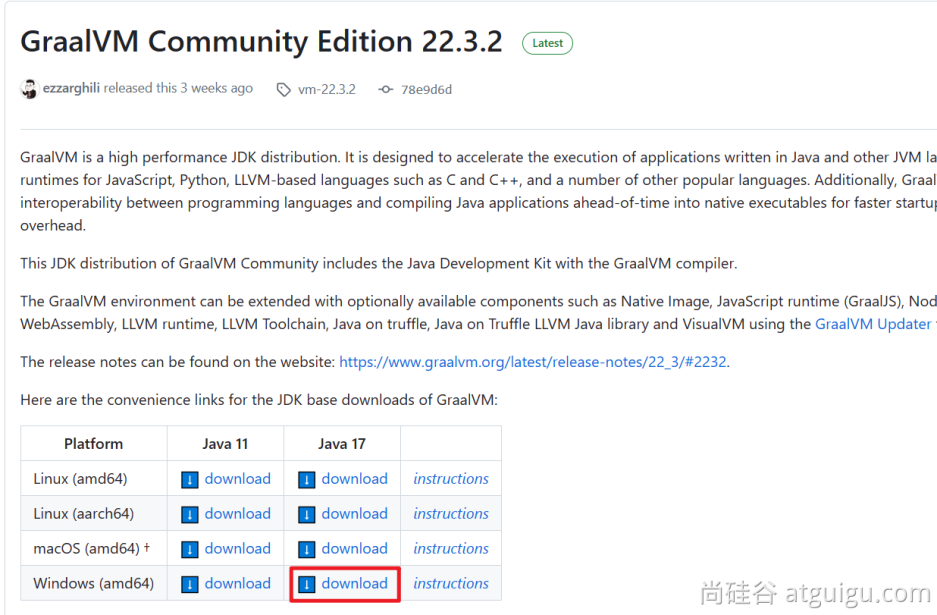 GraalVM Community Edition 22.3.2 Latest
ezzarghili released this 3 weeks ago vm-22.3.2 78e9d6d
GraalVM is a high performance JDK distribution. It is designed to accelerate the execution of applications written in Java and other JVM la
runtimes for JavaScript, Python, LLVM-based languages such as C and C++, and a number of other popular languages. Additionally, Graal
interoperability between programming languages and compiling Java applications ahead-of-time into native executables for faster startup
overhead.
This JDK distribution of GraalVM Community includes the Java Development Kit with the GraalVM compiler.
The GraalVM environment can be extended with optionally available components such as Native Image, JavaScript runtime (GraalJS), Nod
WebAssembly, LLVM runtime, LLVM Toolchain, Java on truffle, Java on Truffle LLVM Java library and VisualVM using the GraalVM Updater
The release notes can be found on the website: https://www.graalvm.org/latest/release-notes/22_3/#2232.
Here are the convenience links for the JDK base downloads of GraalVM:
Platform Java 11 Java 17
Linux (amd64) download download instructions
Linux (aarch64) download download instructions
macOS (amd64) † download download instructions
Windows (amd64) download download instructions
尚硅谷 atguigu.com